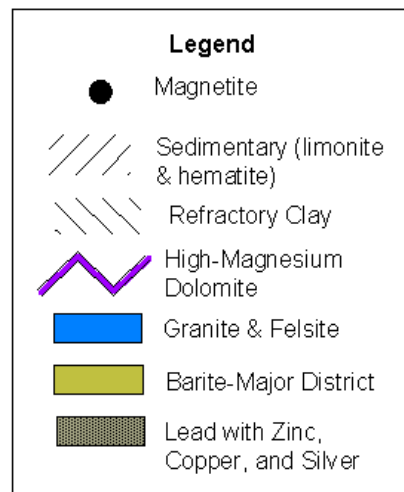 Legend
Magnetite
Sedimentary (limonite
& hematite)
Refractory Clay
High-Magnesium
Dolomite
Granite & Felsite
Barite-Major District
Lead with Zinc,
Copper, and Silver